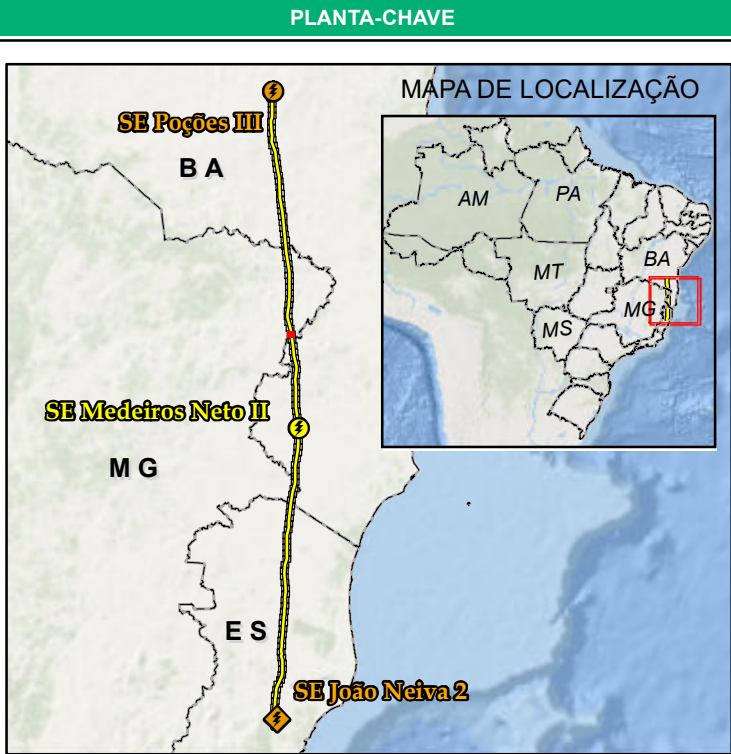 PLANTA-CHAVE
MAPA DE LOCALIZAÇÃO
SE Poções III
B A
AM
PA
MT
BA
MG
MS
SE Medeiros Neto II
M G
E S
SE João Neiva 2